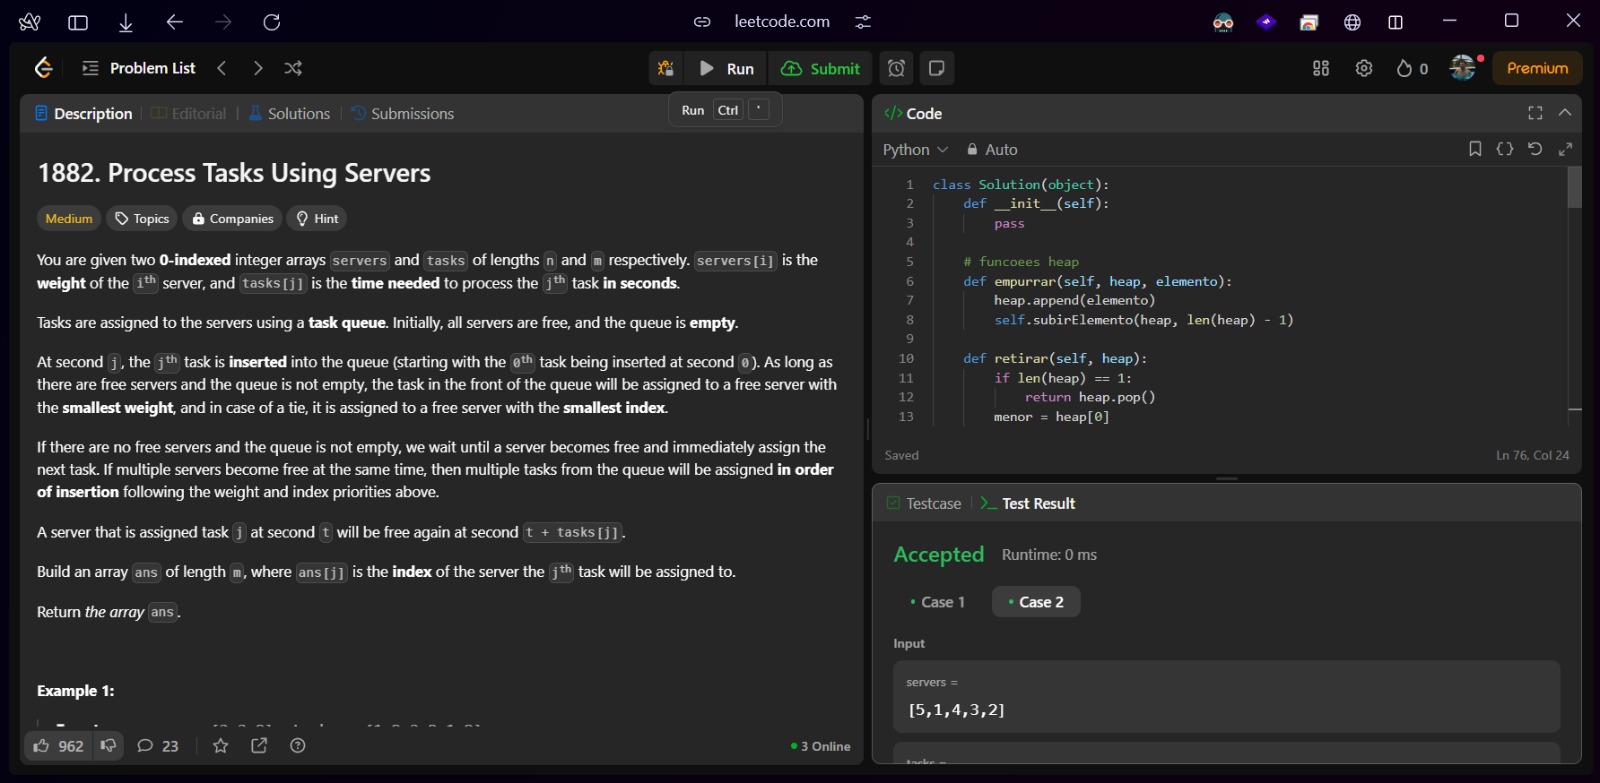 leetcode.com
Problem List
Run
Submit
0
Premium
Description
Editorial
Solutions
Submissions
Run Ctrl '
1882. Process Tasks Using Servers
Medium
Topics
Companies
Hint
You are given two 0-indexed integer arrays servers and tasks of lengths n and m respectively. servers[i] is the
weight of the ith server, and tasks[j] is the time needed to process the jth task in seconds.
Tasks are assigned to the servers using a task queue. Initially, all servers are free, and the queue is empty.
At second j, the jth task is inserted into the queue (starting with the 0th task being inserted at second 0). As long as
there are free servers and the queue is not empty, the task in the front of the queue will be assigned to a free server with
the smallest weight, and in case of a tie, it is assigned to a free server with the smallest index.
If there are no free servers and the queue is not empty, we wait until a server becomes free and immediately assign the
next task. If multiple servers become free at the same time, then multiple tasks from the queue will be assigned in order
of insertion following the weight and index priorities above.
A server that is assigned task j at second t will be free again at second t + tasks[j].
Build an array ans of length m, where ans[j] is the index of the server the jth task will be assigned to.
Return the array ans.
Example 1:
962
23
3 Online
Code
Python
Auto
1 class Solution(object):
2 def __init__(self):
3 pass
4
5 # funcoees heap
6 def empurrar(self, heap, elemento):
7 heap.append(elemento)
8 self.subirElemento(heap, len(heap) - 1)
9
10 def retirar(self, heap):
11 if len(heap) == 1:
12 return heap.pop()
13 menor = heap[0]
Saved
Ln 76, Col 24
Testcase
Test Result
Accepted
Runtime: 0 ms
Case 1
Case 2
Input
servers =
[5,1,4,3,2]